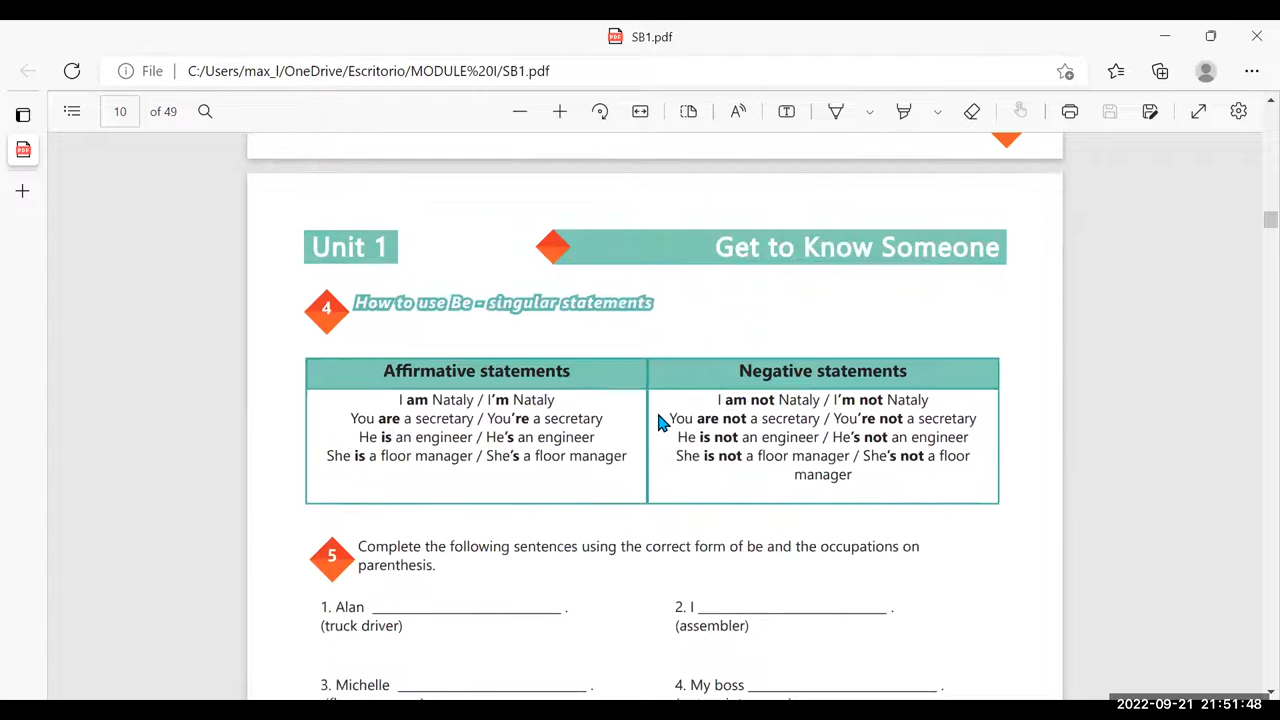 SB1.pdf
File C:/Users/max_l/OneDrive/Escritorio/MODULE%20I/SB1.pdf
10 of 49
Unit 1 Get to Know Someone
4 How to use Be - singular statements
Affirmative statements
I am Nataly / I'm Nataly
You are a secretary / You're a secretary
He is an engineer / He's an engineer
She is a floor manager / She's a floor manager
Negative statements
I am not Nataly / I'm not Nataly
You are not a secretary / You're not a secretary
He is not an engineer / He's not an engineer
She is not a floor manager / She's not a floor
manager
5 Complete the following sentences using the correct form of be and the occupations on
parenthesis.
1. Alan ______________________ .
(truck driver)
2. I ______________________ .
(assembler)
3. Michelle ______________________ .
4. My boss ______________________ .
2022-09-21 21:51:48